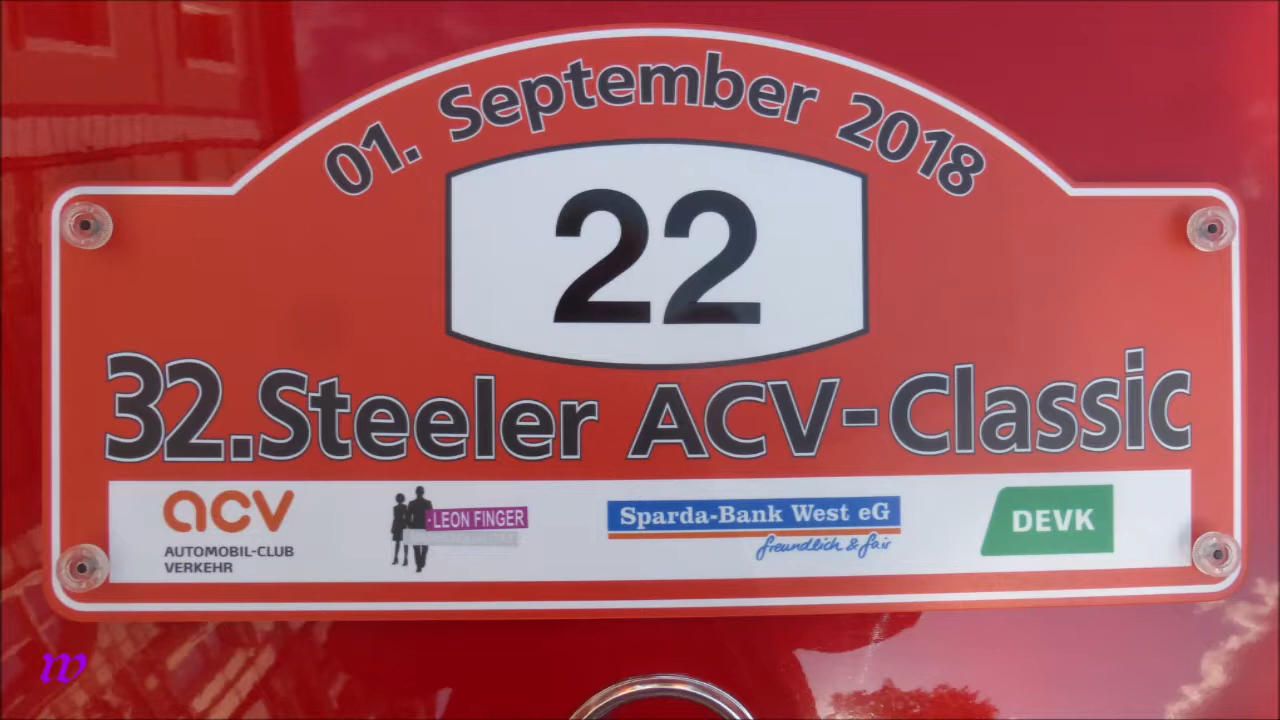 01. September 2018
22
32. Steeler ACV-Classic
acv
AUTOMOBIL-CLUB
VERKEHR
LEON FINGER
Sparda-Bank West eG
freundlich & fair
DEVK
w